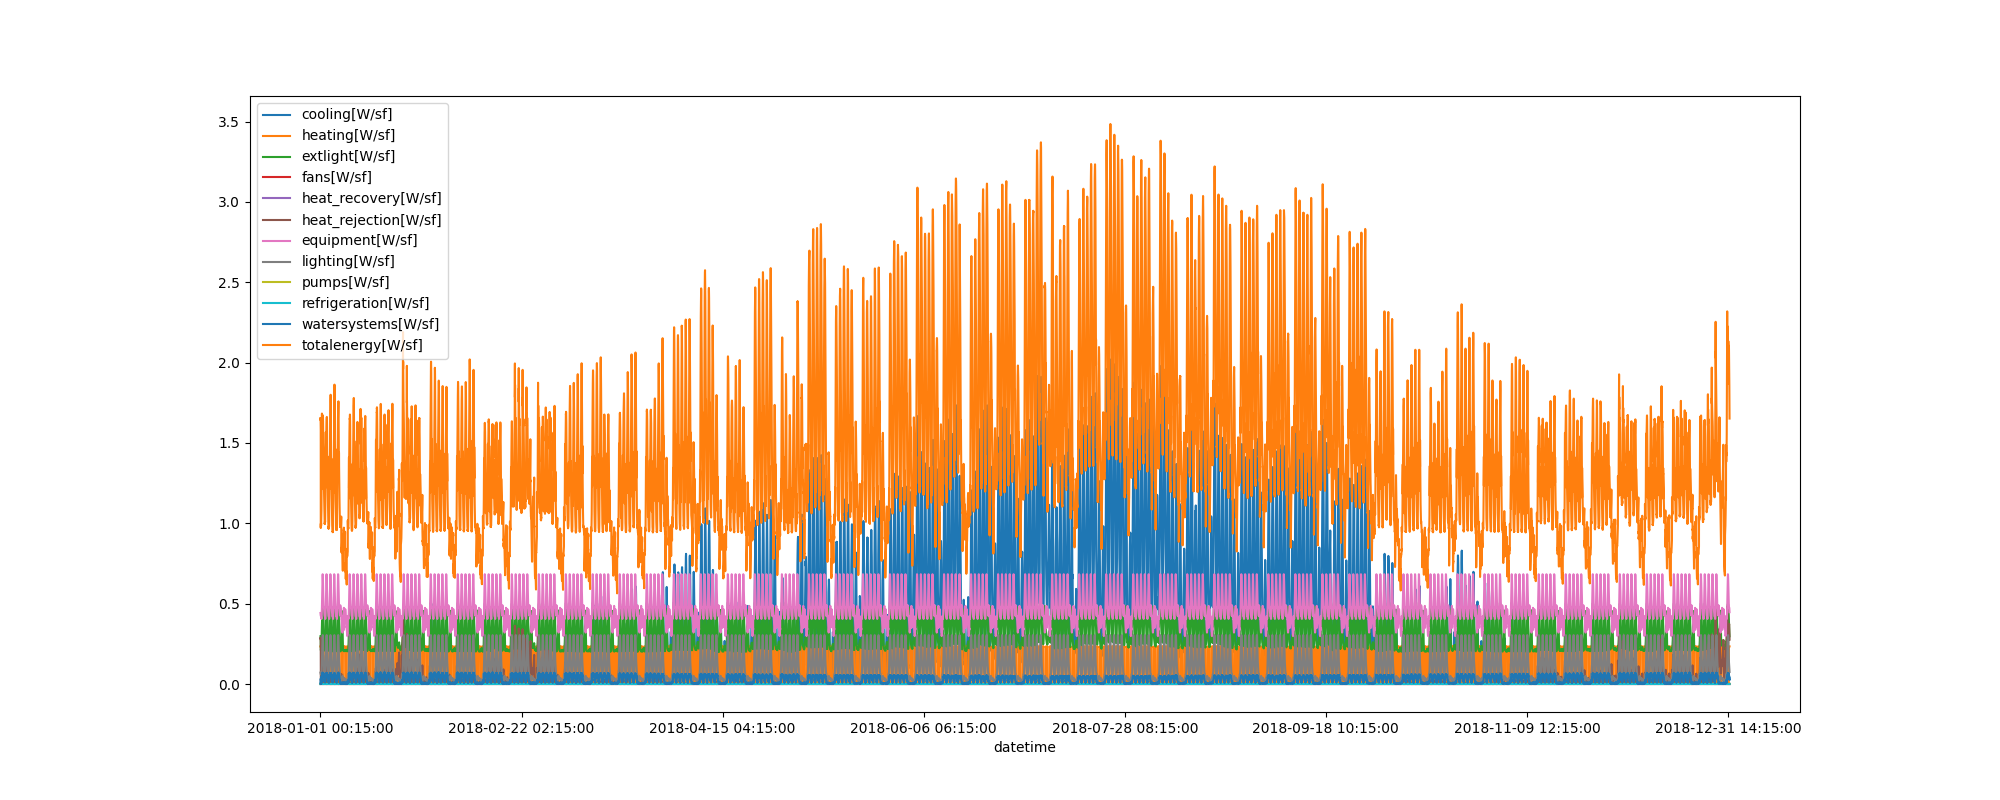 3.5
3.0
2.5
2.0
1.5
1.0
0.5
0.0
cooling[W/sf]
heating[W/sf]
extlight[W/sf]
fans[W/sf]
heat_recovery[W/sf]
heat_rejection[W/sf]
equipment[W/sf]
lighting[W/sf]
pumps[W/sf]
refrigeration[W/sf]
watersystems[W/sf]
totalenergy[W/sf]
2018-01-01 00:15:00 2018-02-22 02:15:00 2018-04-15 04:15:00 2018-06-06 06:15:00 2018-07-28 08:15:00 2018-09-18 10:15:00 2018-11-09 12:15:00 2018-12-31 14:15:00
datetime